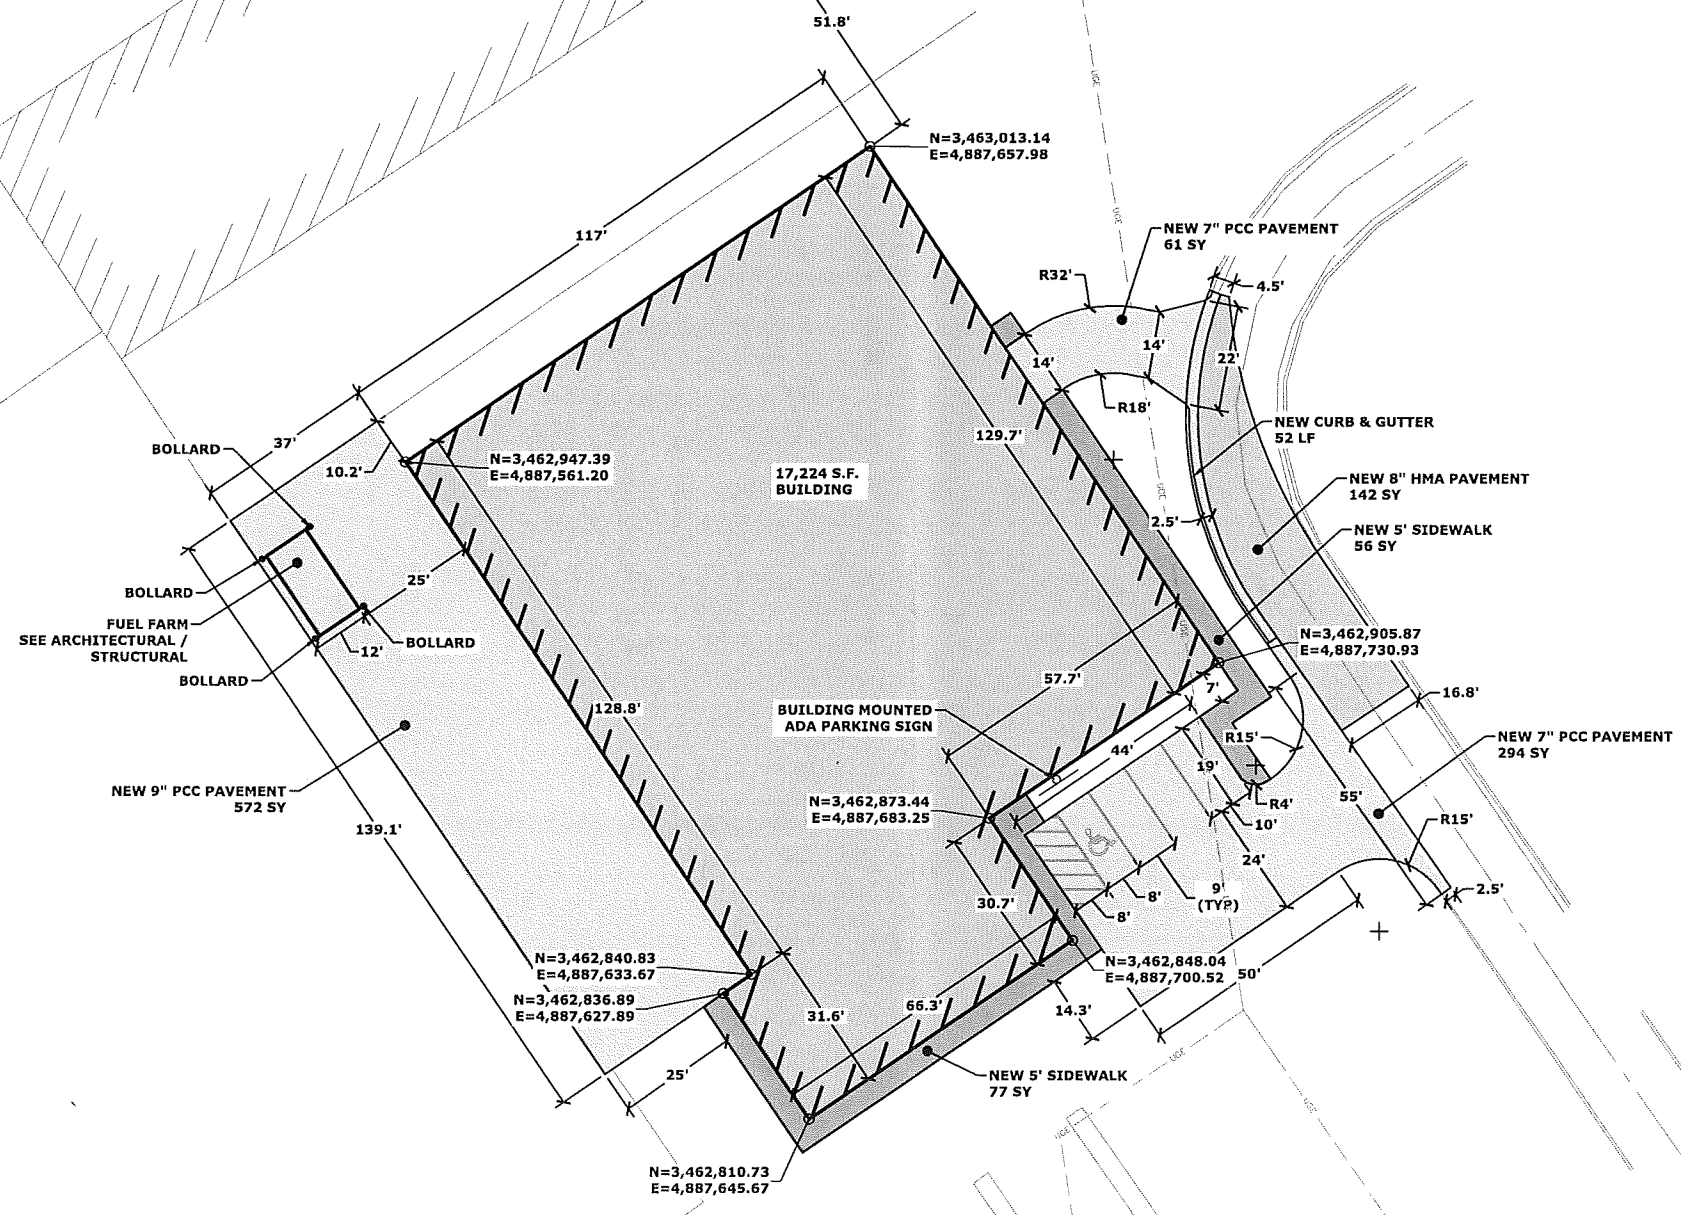 51.8'
N=3,463,013.14
E=4,887,657.98
117'
NEW 7" PCC PAVEMENT
61 SY
R32'
4.5'
14'
14'
22'
R18'
UGE
UGE
UGE
UGE
NEW CURB & GUTTER
52 LF
37'
BOLLARD
10.2'
N=3,462,947.39
E=4,887,561.20
129.7'
17,224 S.F.
BUILDING
NEW 8" HMA PAVEMENT
142 SY
2.5'
NEW 5' SIDEWALK
56 SY
25'
BOLLARD
FUEL FARM
SEE ARCHITECTURAL /
STRUCTURAL
BOLLARD
12'
BOLLARD
N=3,462,905.87
E=4,887,730.93
57.7'
7'
16.8'
128.8'
BUILDING MOUNTED
ADA PARKING SIGN
44'
R15'
NEW 7" PCC PAVEMENT
294 SY
19'
NEW 9" PCC PAVEMENT
572 SY
139.1'
N=3,462,873.44
E=4,887,683.25
R4'
10'
55'
R15'
24'
30.7'
8'
8'
9'
(TYP)
2.5'
N=3,462,840.83
E=4,887,633.67
N=3,462,836.89
E=4,887,627.89
N=3,462,848.04
E=4,887,700.52
50'
66.3'
31.6'
14.3'
25'
NEW 5' SIDEWALK
77 SY
UGE
UGE
UGE
N=3,462,810.73
E=4,887,645.67